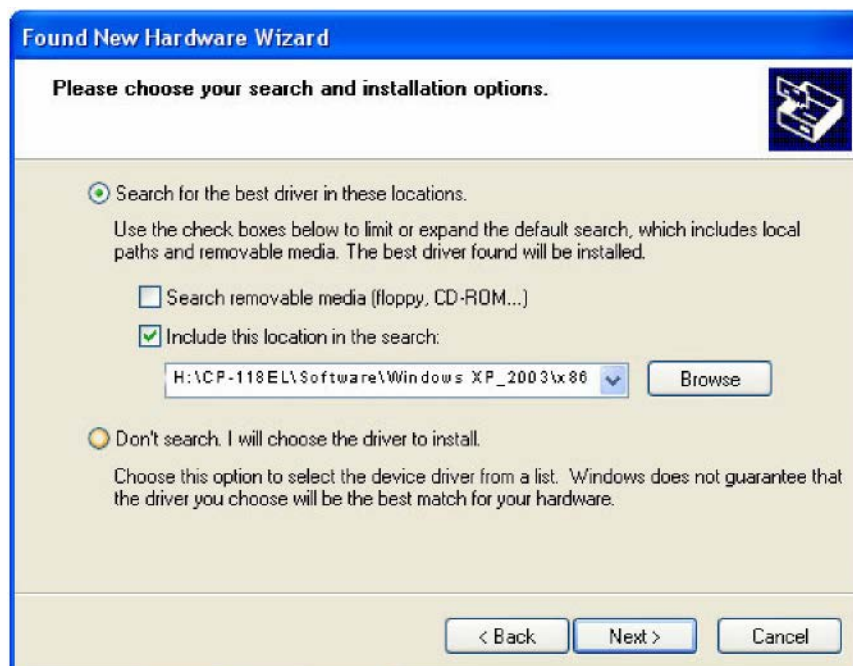 Found New Hardware Wizard
Please choose your search and installation options.
Search for the best driver in these locations.
Use the check boxes below to limit or expand the default search, which includes local
paths and removable media. The best driver found will be installed.
Search removable media (floppy, CD-ROM...)
Include this location in the search:
H:\CP-118EL\Software\Windows XP_2003\x86
Browse
Don't search. I will choose the driver to install.
Choose this option to select the device driver from a list. Windows does not guarantee that
the driver you choose will be the best match for your hardware.
< Back Next > Cancel